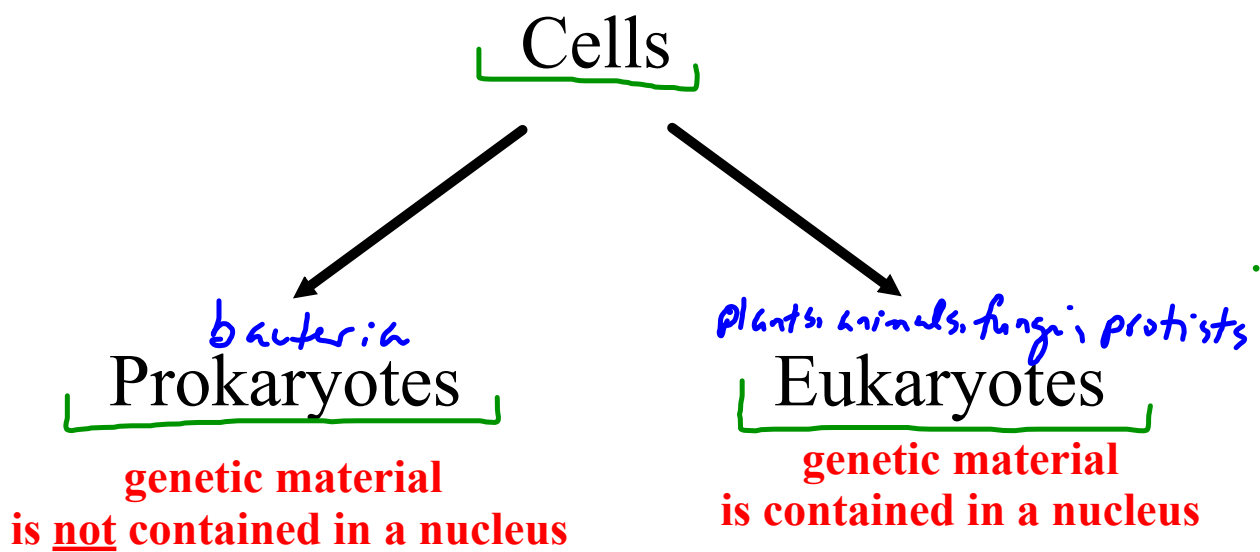 Cells
bacteria
Prokaryotes
genetic material
is not contained in a nucleus
plants, animals, fungi, protists
Eukaryotes
genetic material
is contained in a nucleus